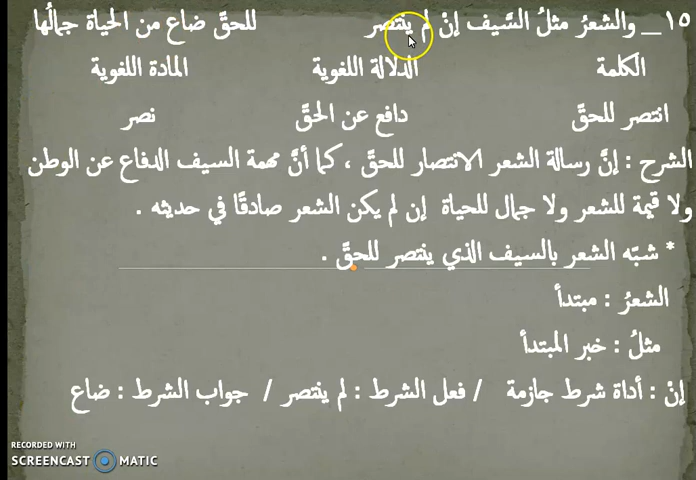 ١٥_ والشعرُ مثلُ السَّيف إنْ لم ينتصر للحقَّ ضاع من الحياة جمالُها
الكلمة الدلالة اللغوية المادة اللغوية
انتصر للحقَّ دافع عن الحقَّ نصر
الشرح : إنَّ رسالة الشعر الانتصار للحقَّ ، كما أنَّ مهمة السيف الدفاع عن الوطن
ولا قيمة للشعر ولا جمال للحياة إن لم يكن الشعر صادقًا في حديثه .
* شبّه الشعر بالسيف الذي ينتصر للحقَّ .
الشعرُ : مبتدأ
مثلُ : خبر المبتدأ
إنْ : أداة شرط جازمة / فعل الشرط : لم ينتصر / جواب الشرط : ضاع
RECORDED WITH
SCREENCAST MATIC